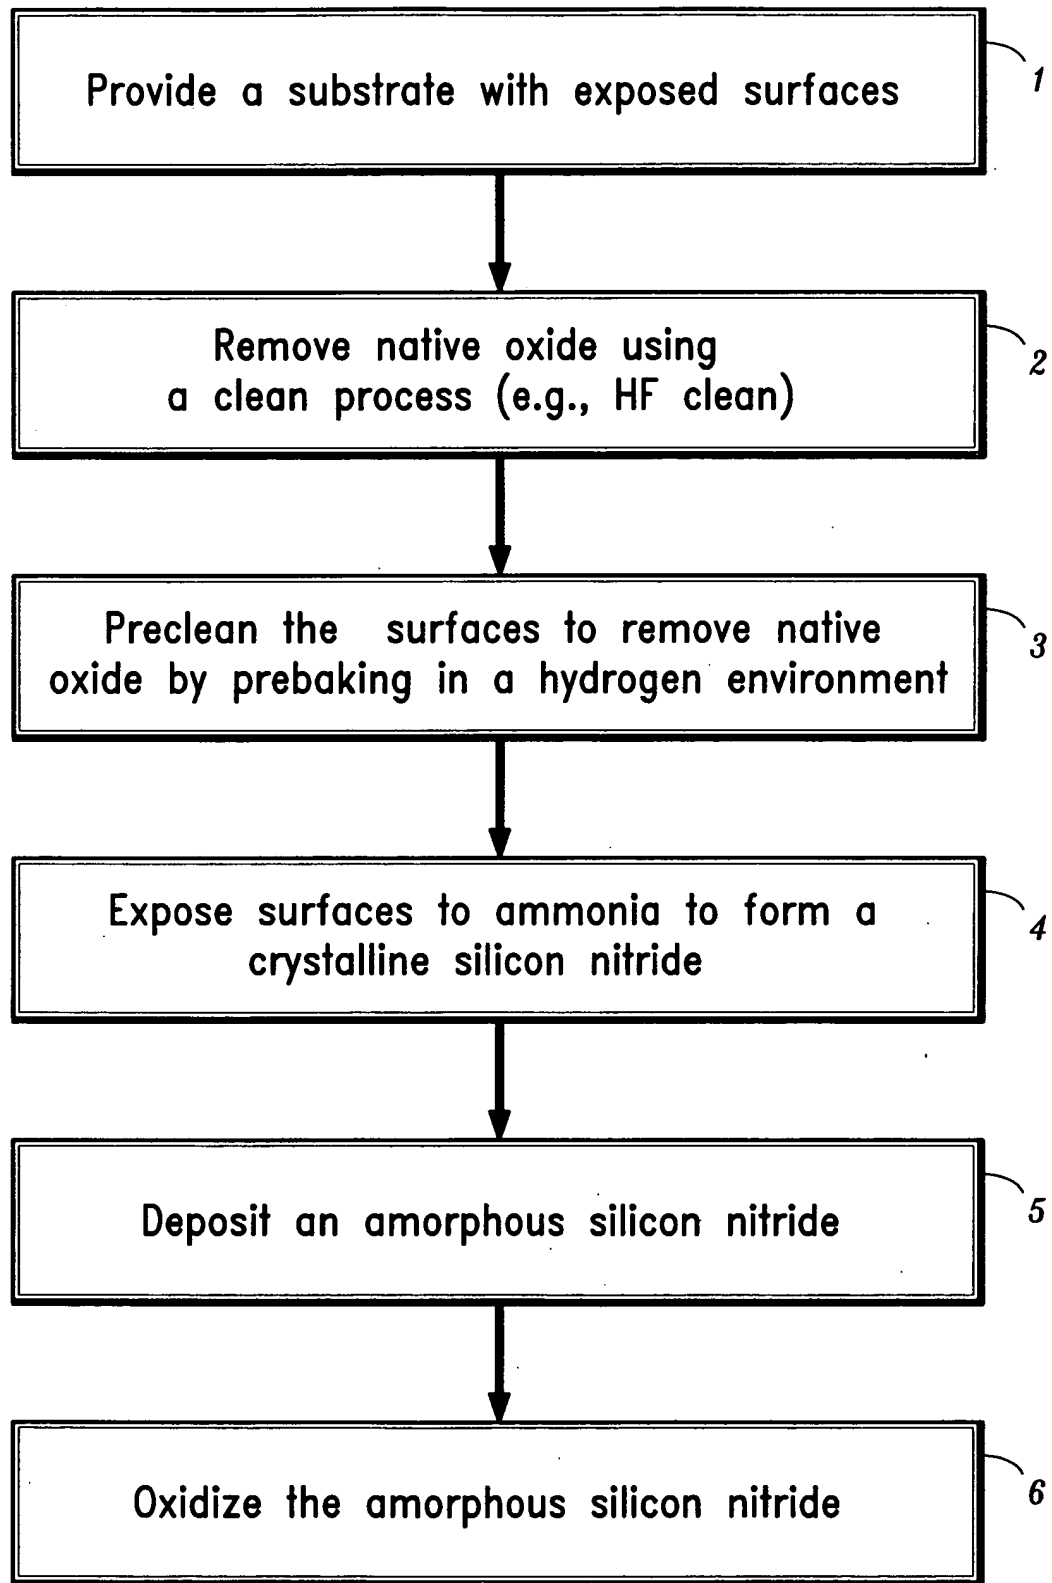 Provide a substrate with exposed surfaces
1
Remove native oxide using
a clean process (e.g., HF clean)
2
Preclean the surfaces to remove native
oxide by prebaking in a hydrogen environment
3
Expose surfaces to ammonia to form a
crystalline silicon nitride
4
Deposit an amorphous silicon nitride
5
Oxidize the amorphous silicon nitride
6